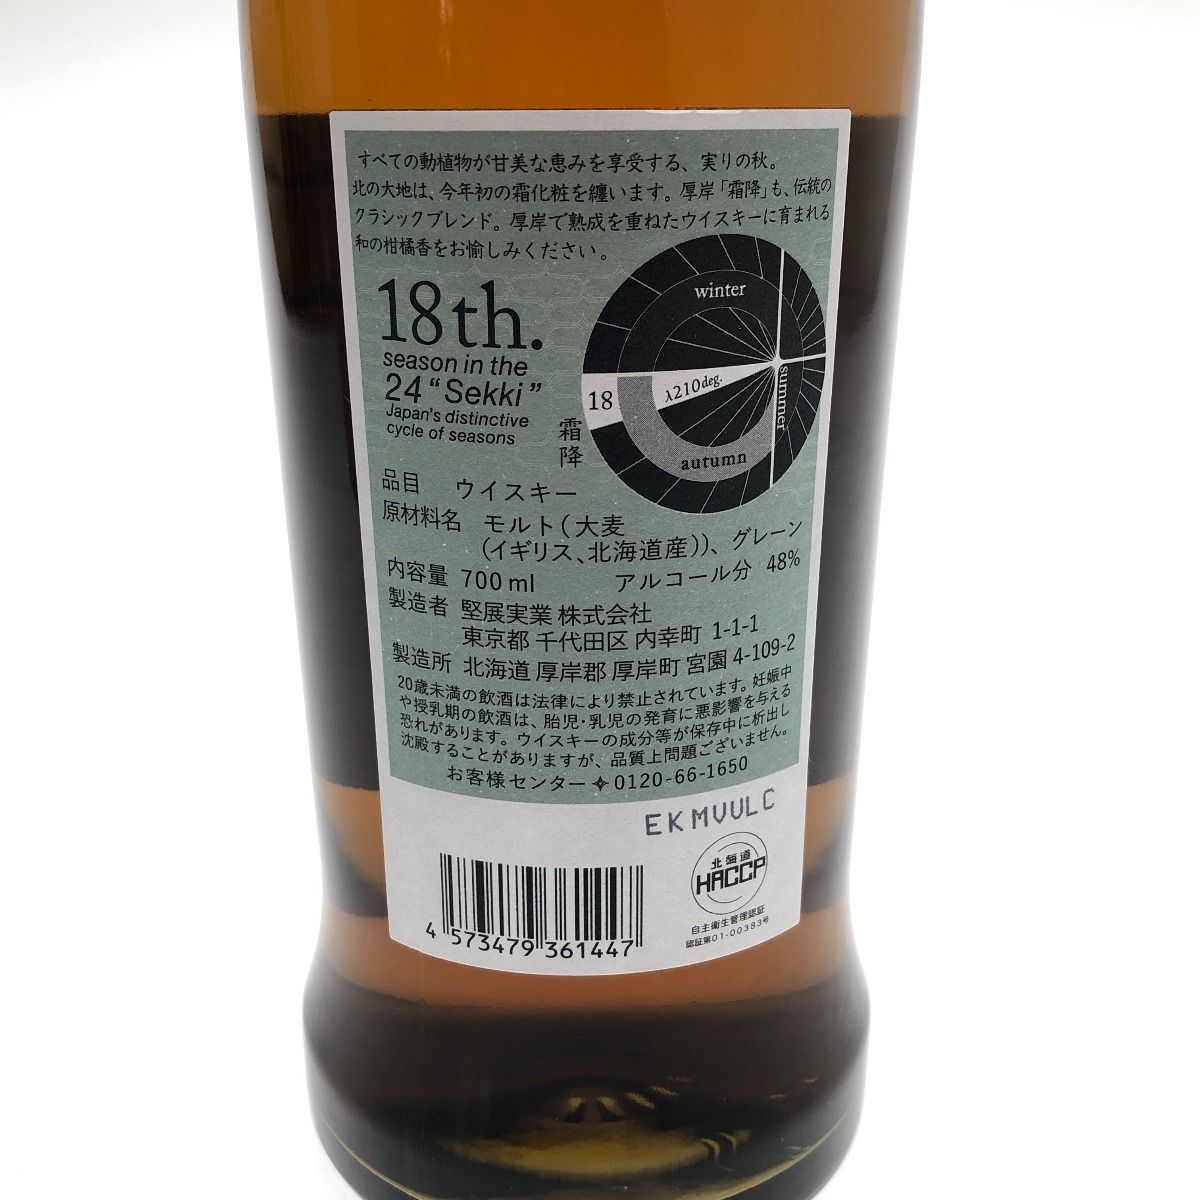 すべての動植物が甘美な恵みを享受する、実りの秋。
北の大地は、今年初の霜化粧を纏います。厚岸「霜降」も、伝統の
クラシックブレンド。厚岸で熟成を重ねたウイスキーに育まれる
和の柑橘香をお愉しみください。
18th.
season in the
24 “Sekki”
Japan's distinctive
cycle of seasons
霜降
winter
summer
autumn
λ210deg.
18
品目 ウイスキー
原材料名 モルト(大麦
(イギリス、北海道産))、グレーン
内容量 700ml アルコール分 48%
製造者 堅展実業 株式会社
東京都 千代田区 内幸町 1-1-1
製造所 北海道 厚岸郡 厚岸町 宮園 4-109-2
20歳未満の飲酒は法律により禁止されています。妊娠中
や授乳期の飲酒は、胎児・乳児の発育に悪影響を与える
恐れがあります。ウイスキーの成分等が保存中に析出し
沈殿することがありますが、品質上問題ございません。
お客様センター✧0120-66-1650
EKMVULC
北海道
HACCP
自主衛生管理認証
認証第01-00383号
4 573479 361447